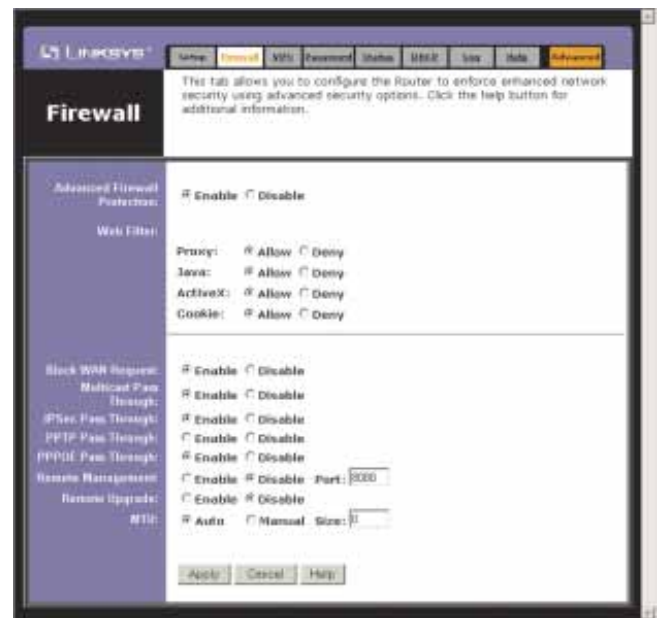 LINKSYS®
Setup Firewall VPN Password Status DHCP Log Help Advanced
Firewall
This tab allows you to configure the Router to enforce enhanced network
security using advanced security options. Click the help button for
additional information.
Advanced Firewall
Protection: Enable Disable
Web Filter:
Proxy: Allow Deny
Java: Allow Deny
ActiveX: Allow Deny
Cookie: Allow Deny
Block WAN Request: Enable Disable
Multicast Pass
Through: Enable Disable
IPSec Pass Through: Enable Disable
PPTP Pass Through: Enable Disable
PPPOE Pass Through: Enable Disable
Remote Management: Enable Disable Port: 8080
Remote Upgrade: Enable Disable
MTU: Auto Manual Size: 0
Apply Cancel Help